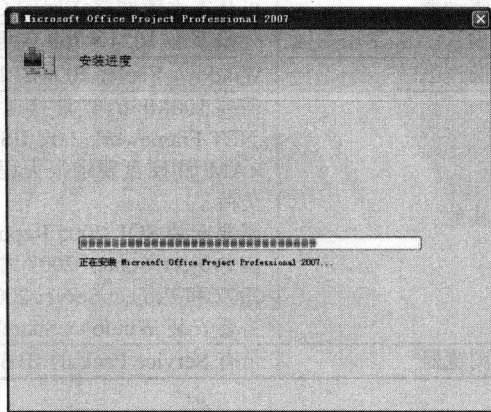 Microsoft Office Project Professional 2007
安装进度
正在安装 Microsoft Office Project Professional 2007...